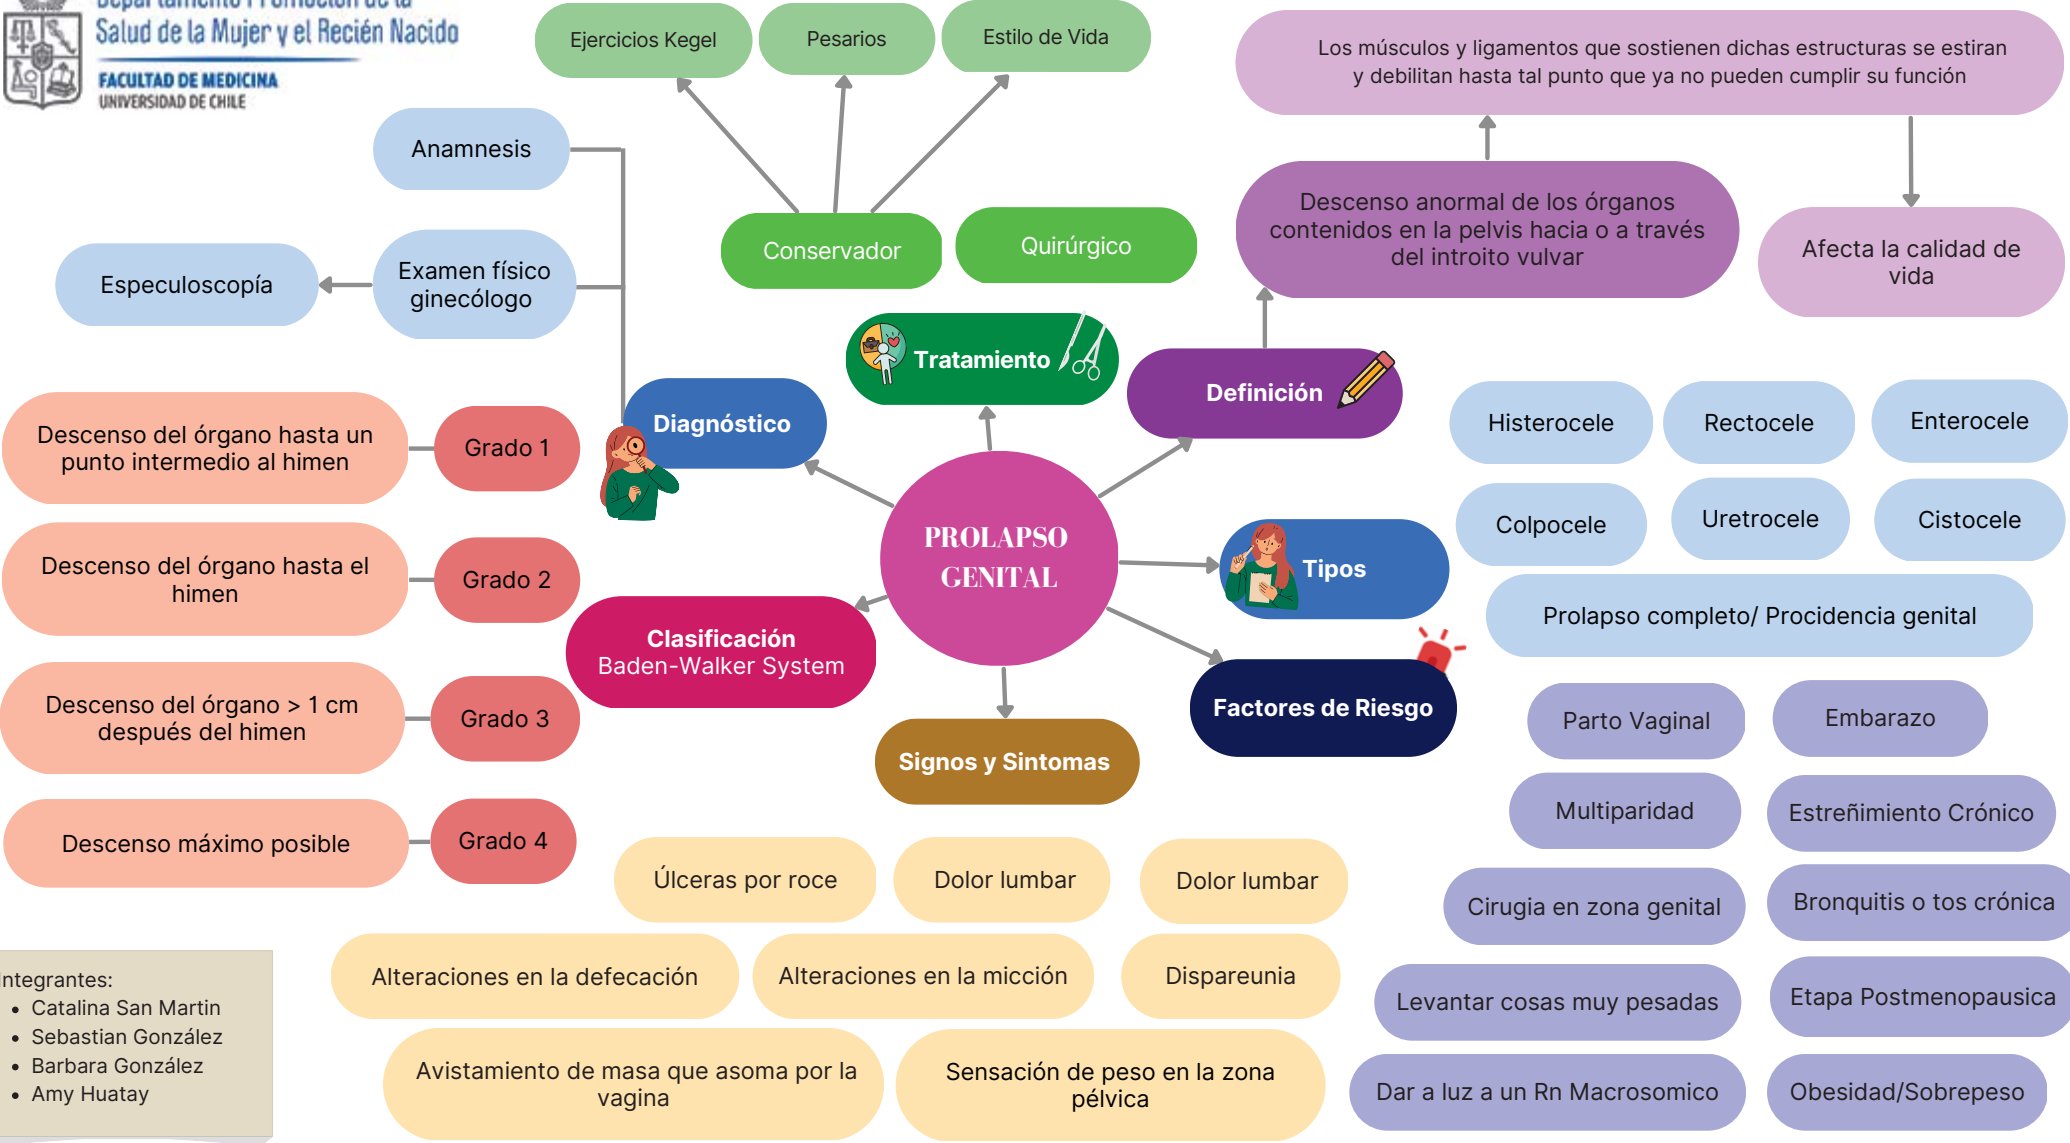 Departamento Promoción de la
Salud de la Mujer y el Recién Nacido
FACULTAD DE MEDICINA
UNIVERSIDAD DE CHILE
Ejercicios Kegel
Pesarios
Estilo de Vida
Conservador
Quirúrgico
Tratamiento
Los músculos y ligamentos que sostienen dichas estructuras se estiran
y debilitan hasta tal punto que ya no pueden cumplir su función
Descenso anormal de los órganos
contenidos en la pelvis hacia o a través
del introito vulvar
Afecta la calidad de
vida
Definición
Anamnesis
Examen físico
ginecólogo
Especuloscopía
Diagnóstico
PROLAPSO
GENITAL
Tipos
Histerocele
Rectocele
Enterocele
Colpocele
Uretrocele
Cistocele
Prolapso completo/ Procidencia genital
Clasificación
Baden-Walker System
Grado 1
Descenso del órgano hasta un
punto intermedio al himen
Grado 2
Descenso del órgano hasta el
himen
Grado 3
Descenso del órgano > 1 cm
después del himen
Grado 4
Descenso máximo posible
Factores de Riesgo
Parto Vaginal
Embarazo
Multiparidad
Estreñimiento Crónico
Cirugia en zona genital
Bronquitis o tos crónica
Levantar cosas muy pesadas
Etapa Postmenopausica
Dar a luz a un Rn Macrosomico
Obesidad/Sobrepeso
Signos y Sintomas
Úlceras por roce
Dolor lumbar
Dolor lumbar
Alteraciones en la defecación
Alteraciones en la micción
Dispareunia
Avistamiento de masa que asoma por la
vagina
Sensación de peso en la zona
pélvica
Integrantes:
• Catalina San Martin
• Sebastian González
• Barbara González
• Amy Huatay